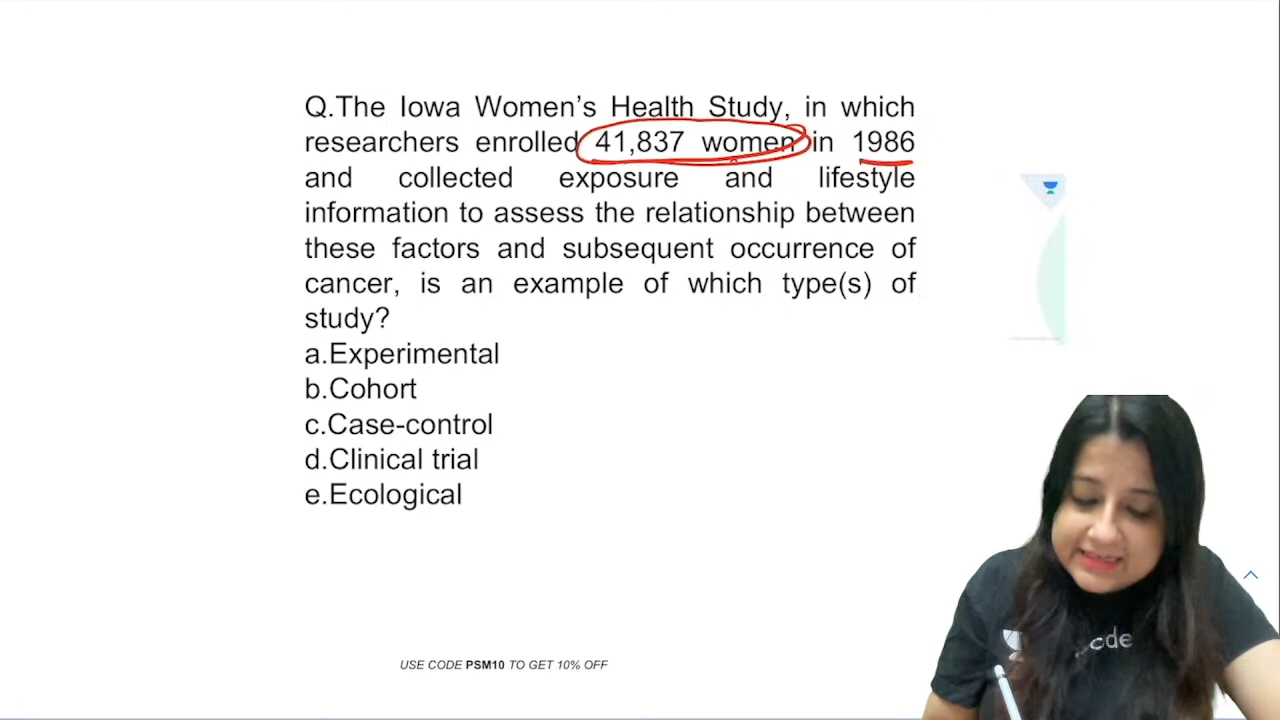 Q.The Iowa Women's Health Study, in which
researchers enrolled 41,837 women in 1986
and collected exposure and lifestyle
information to assess the relationship between
these factors and subsequent occurrence of
cancer, is an example of which type(s) of
study?
a.Experimental
b.Cohort
c.Case-control
d.Clinical trial
e.Ecological
USE CODE PSM10 TO GET 10% OFF